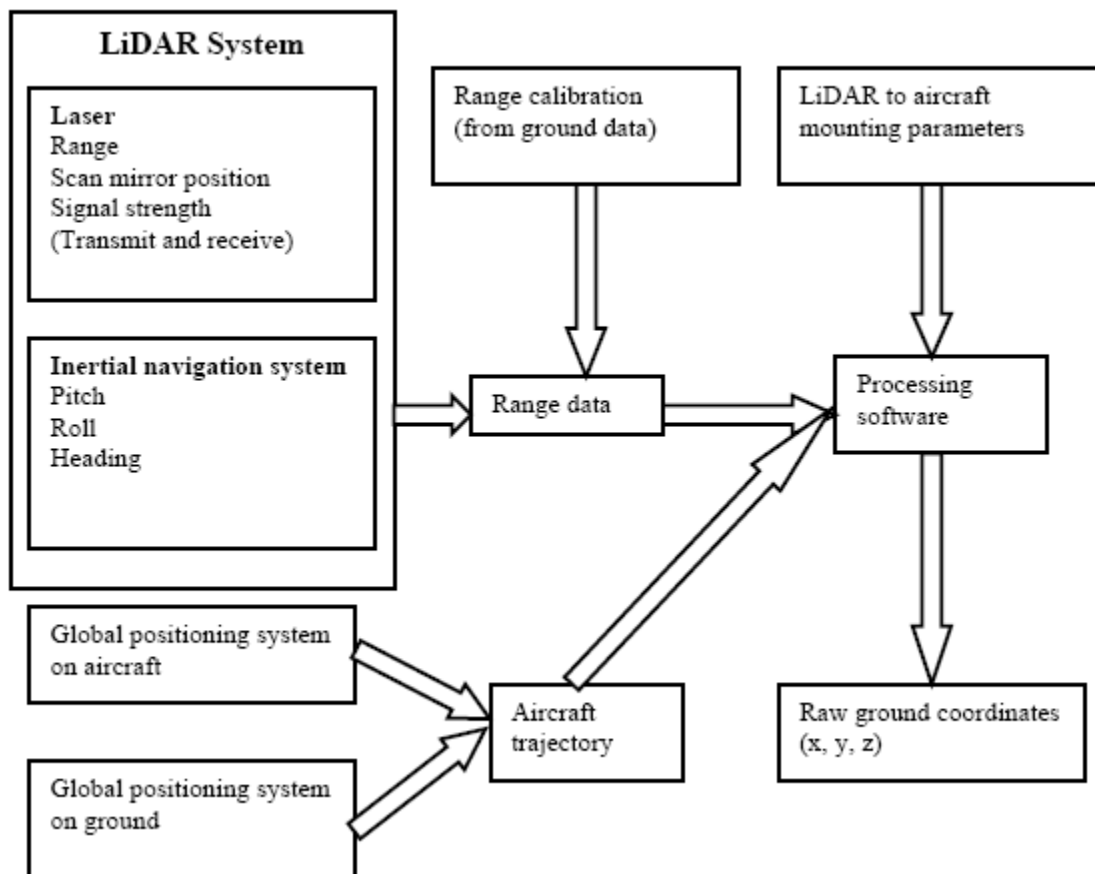 LiDAR System
Laser
Range
Scan mirror position
Signal strength
(Transmit and receive)
Inertial navigation system
Pitch
Roll
Heading
Range calibration
(from ground data)
LiDAR to aircraft
mounting parameters
Range data
Processing
software
Global positioning system
on aircraft
Global positioning system
on ground
Aircraft
trajectory
Raw ground coordinates
(x, y, z)